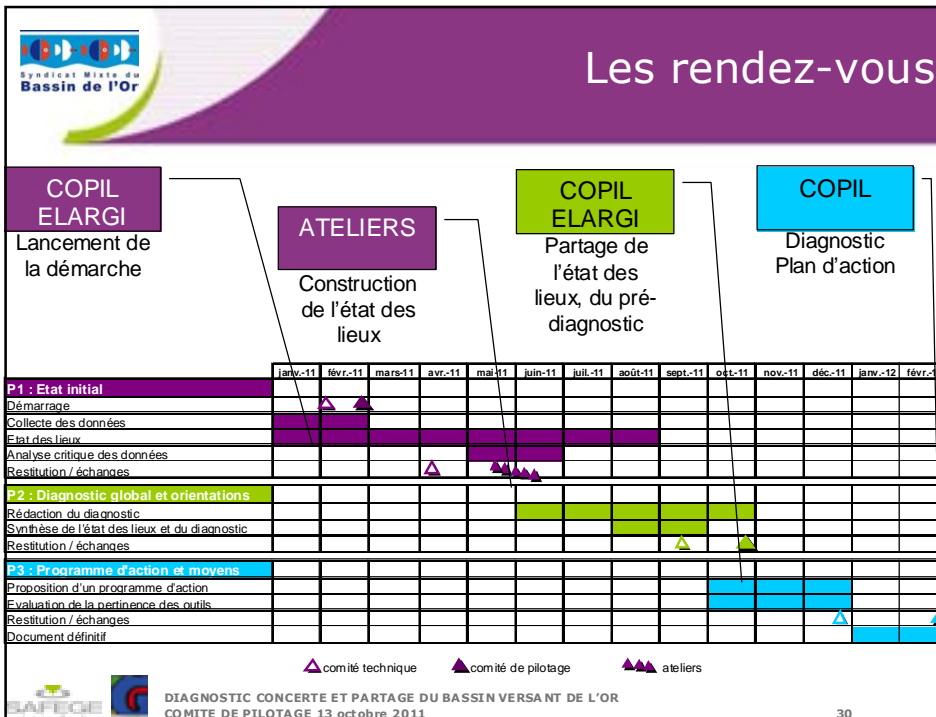 Syndicat Mixte du
Bassin de l'Or
Les rendez-vous
COPIL
ELARGI
Lancement de
la démarche
ATELIERS
Construction
de l'état des
lieux
COPIL
ELARGI
Partage de
l'état des
lieux, du pré-
diagnostic
COPIL
Diagnostic
Plan d'action
janv.-11 févr.-11 mars-11 avr.-11 mai-11 juin-11 juil.-11 août-11 sept.-11 oct.-11 nov.-11 déc.-11 janv.-12 févr.-1
P1 : Etat initial
Démarrage
Collecte des données
Etat des lieux
Analyse critique des données
Restitution / échanges
P2 : Diagnostic global et orientations
Rédaction du diagnostic
Synthèse de l'état des lieux et du diagnostic
Restitution / échanges
P3 : Programme d'action et moyens
Proposition d'un programme d'action
Evaluation de la pertinence des outils
Restitution / échanges
Document définitif
comité technique comité de pilotage ateliers
SAFEGE
DIAGNOSTIC CONCERTE ET PARTAGE DU BASSIN VERSANT DE L'OR
COMITE DE PILOTAGE 13 octobre 2011 30